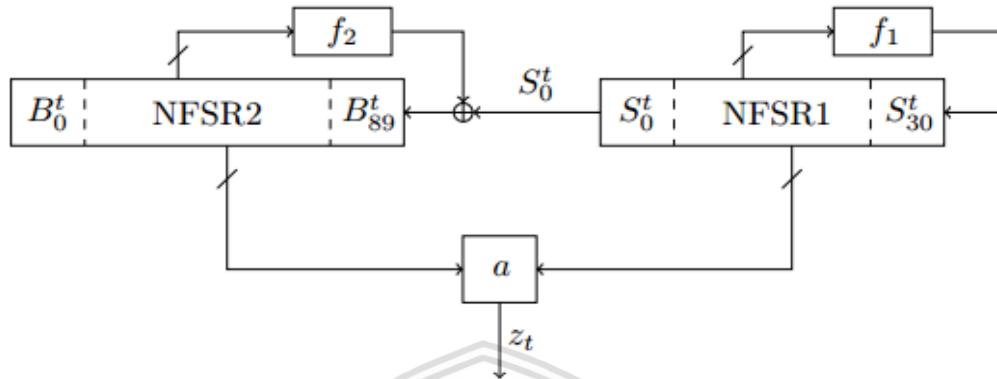 f₂ f₁
B₀ᵗ NFSR2 B₈₉ᵗ S₀ᵗ S₀ᵗ NFSR1 S₃₀ᵗ
a
zₜ